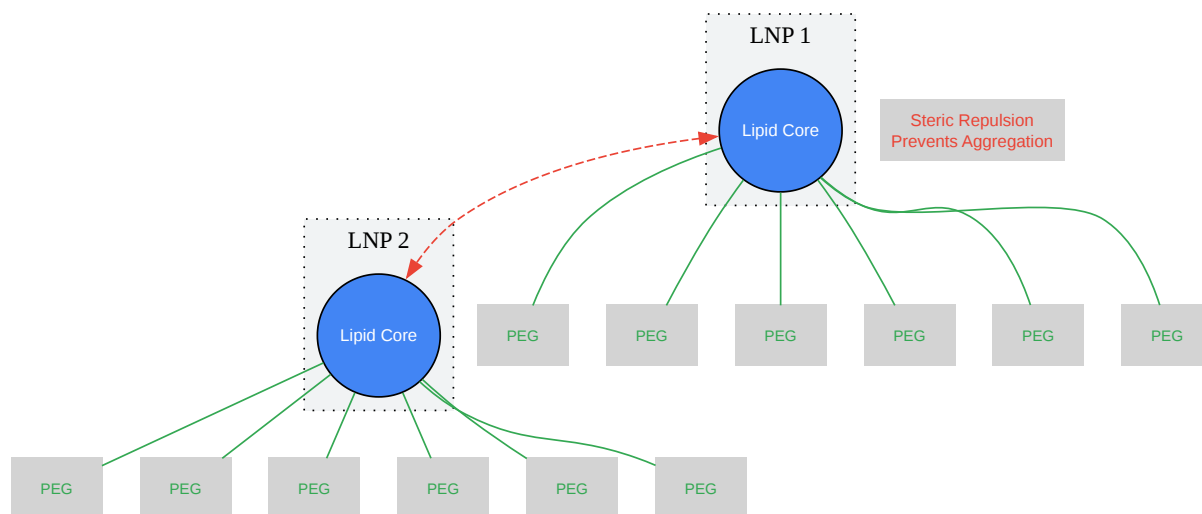 LNP 1
Lipid Core
Steric Repulsion
Prevents Aggregation
LNP 2
Lipid Core
PEG
PEG
PEG
PEG
PEG
PEG
PEG
PEG
PEG
PEG
PEG
PEG